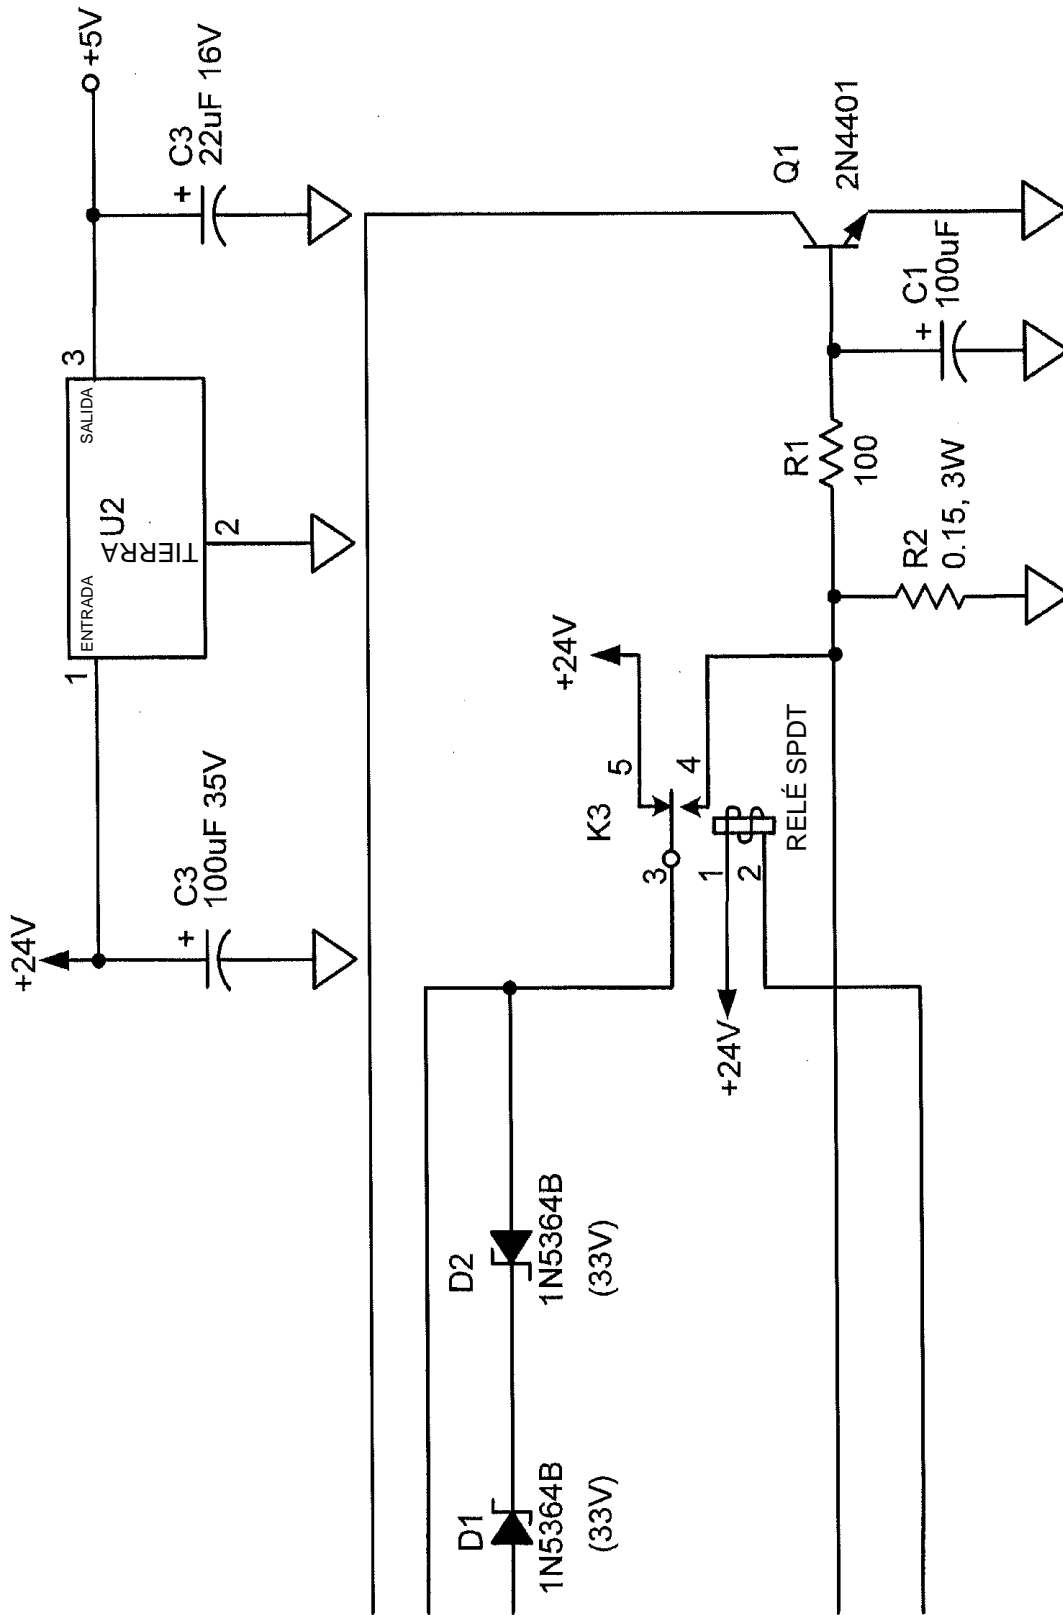 +24V
C3
100uF 35V
1
ENTRADA
U2
TIERRA
SALIDA
2
3
C3
22uF 16V
+
+
+5V
D1
1N5364B
(33V)
D2
1N5364B
(33V)
K3
3
5
4
1
2
+24V
+24V
RELÉ SPDT
R1
100
R2
0.15, 3W
+
C1
100uF
Q1
2N4401